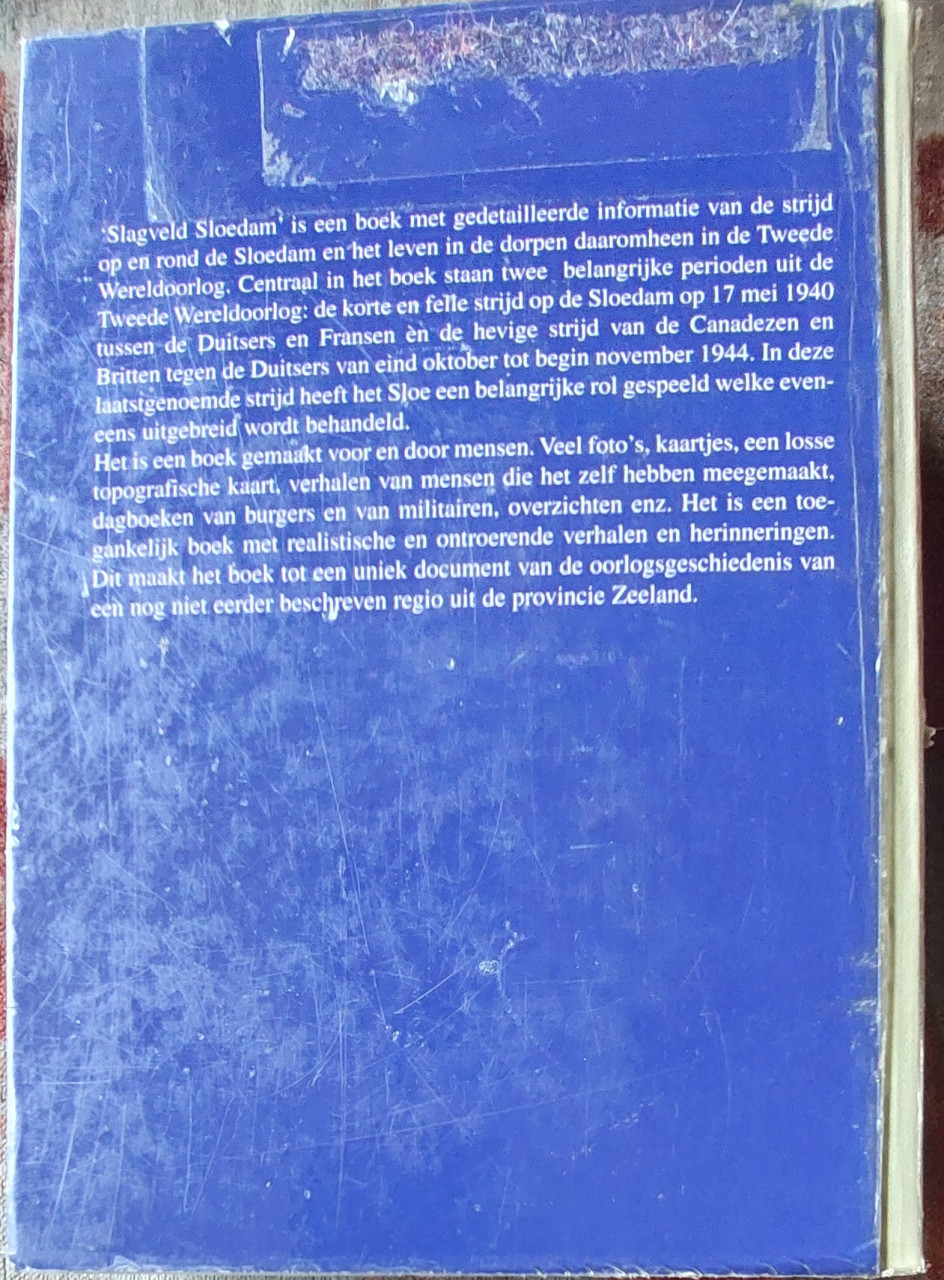 'Slagveld Sloedam' is een boek met gedetailleerde informatie van de strijd
op en rond de Sloedam en het leven in de dorpen daaromheen in de Tweede
Wereldoorlog. Centraal in het boek staan twee belangrijke perioden uit de
Tweede Wereldoorlog: de korte en felle strijd op de Sloedam op 17 mei 1940
tussen de Duitsers en Fransen èn de hevige strijd van de Canadezen en
Britten tegen de Duitsers van eind oktober tot begin november 1944. In deze
laatstgenoemde strijd heeft het Sloe een belangrijke rol gespeeld welke even-
eens uitgebreid wordt behandeld.
Het is een boek gemaakt voor en door mensen. Veel foto's, kaartjes, een losse
topografische kaart, verhalen van mensen die het zelf hebben meegemaakt,
dagboeken van burgers en van militairen, overzichten enz. Het is een toe-
gankelijk boek met realistische en ontroerende verhalen en herinneringen.
Dit maakt het boek tot een uniek document van de oorlogsgeschiedenis van
een nog niet eerder beschreven regio uit de provincie Zeeland.